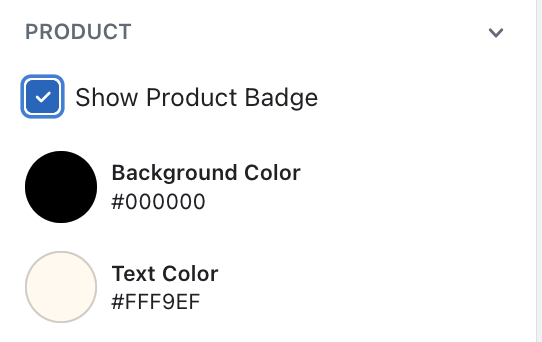 PRODUCT
Show Product Badge
Background Color
#000000
Text Color
#FFF9EF